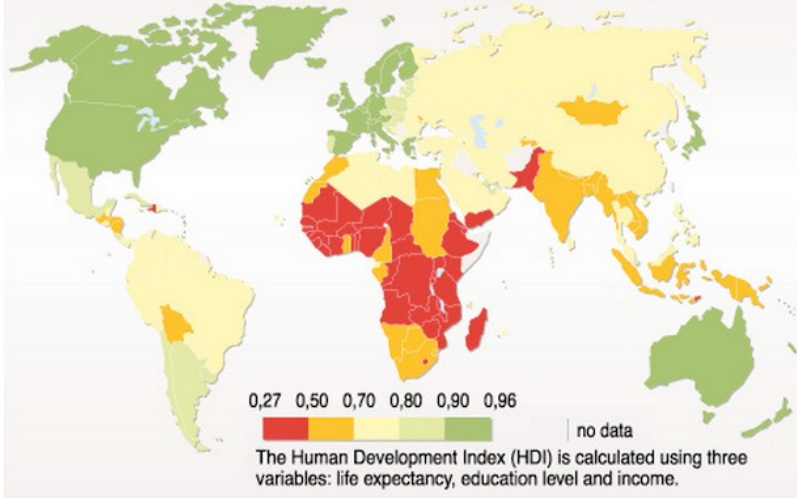 0,27 0,50 0,70 0,80 0,90 0,96
no data
The Human Development Index (HDI) is calculated using three
variables: life expectancy, education level and income.